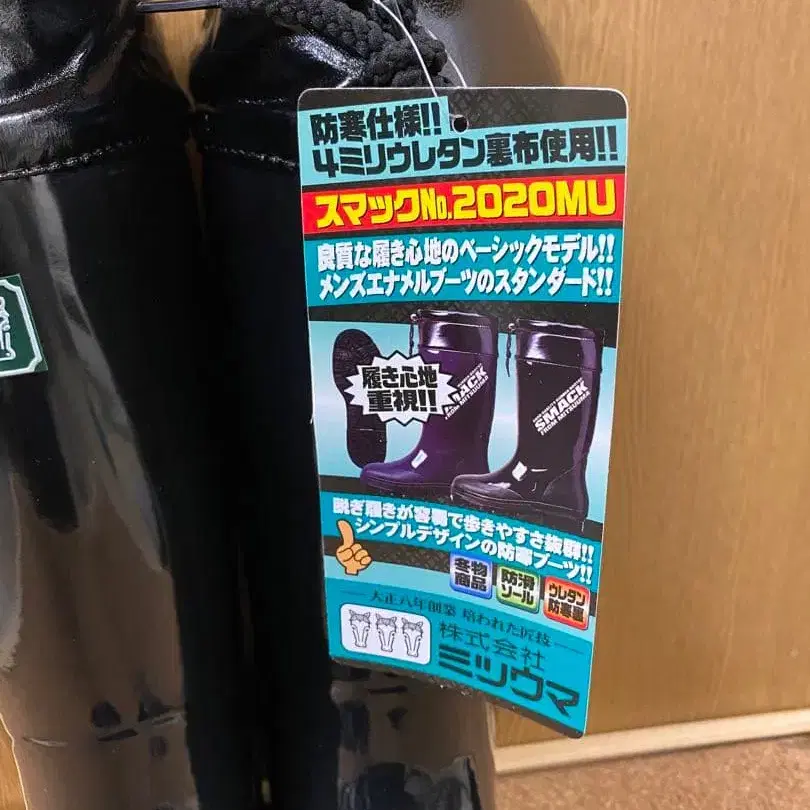 防寒仕様!!
4ミリウレタン裏布使用!!
スマックNo.2020MU
良質な履き心地のベーシックモデル!!
メンズエナメルブーツのスタンダード!!
履き心地
重視!!
SMACK
FROM MITSUUMA
SMACK
FROM MITSUUMA
脱ぎ履きが容易で歩きやすさ抜群!!
シンプルデザインの防寒ブーツ!!
冬物
商品
防滑
ソール
ウレタン
防寒裏
大正八年創業 培われた匠技
株式会社
ミツウマ